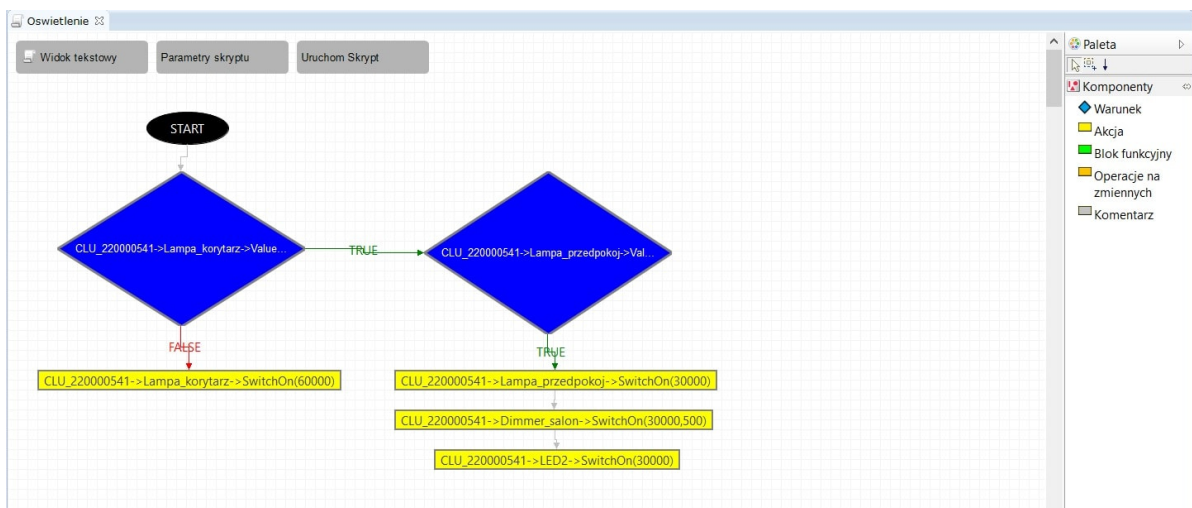 Oswietlenie
Widok tekstowy
Parametry skryptu
Uruchom Skrypt
START
CLU_220000541->Lampa_korytarz->Value...
TRUE
CLU_220000541->Lampa_przedpokoj->Val...
FALSE
TRUE
CLU_220000541->Lampa_korytarz->SwitchOn(60000)
CLU_220000541->Lampa_przedpokoj->SwitchOn(30000)
CLU_220000541->Dimmer_salon->SwitchOn(30000,500)
CLU_220000541->LED2->SwitchOn(30000)
Paleta
Komponenty
Warunek
Akcja
Blok funkcyjny
Operacje na
zmiennych
Komentarz